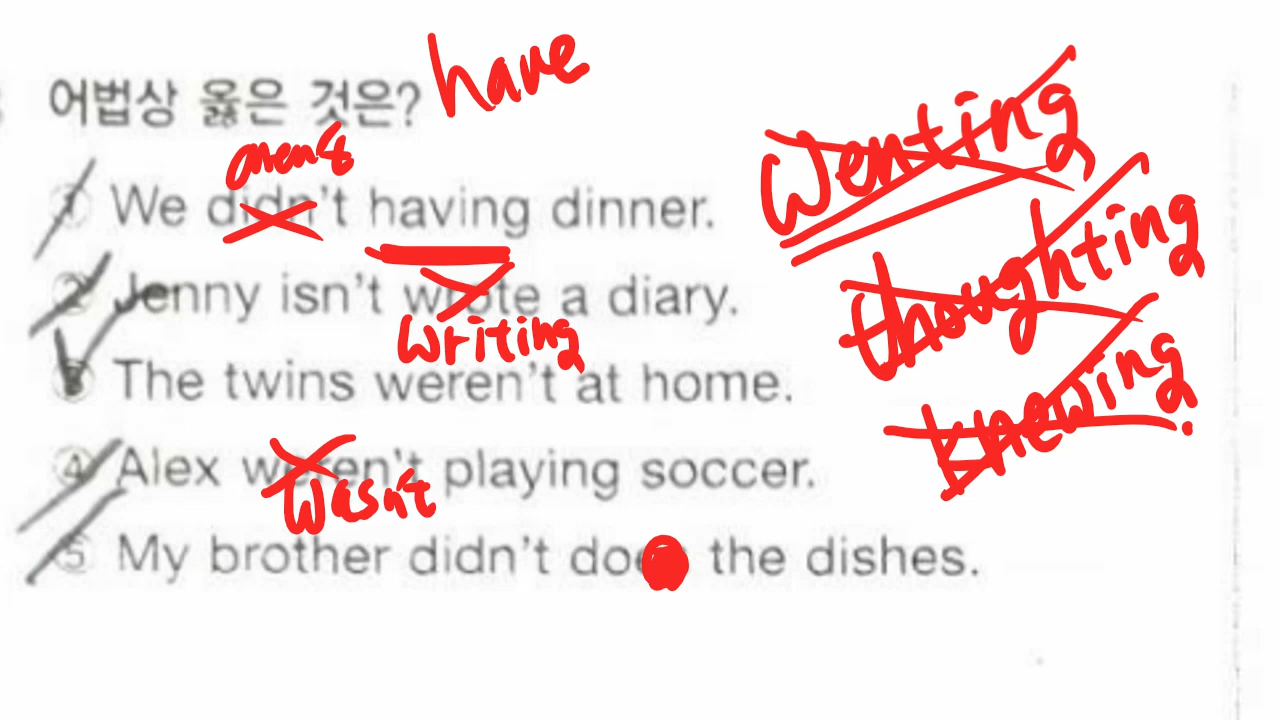 어법상 옳은 것은? have
aren't
① We didn't having dinner.
wenting
② Jenny isn't wrote a diary.
thoughting
writing
③ The twins weren't at home.
knewing
④ Alex weren't playing soccer.
wasn't
⑤ My brother didn't does the dishes.